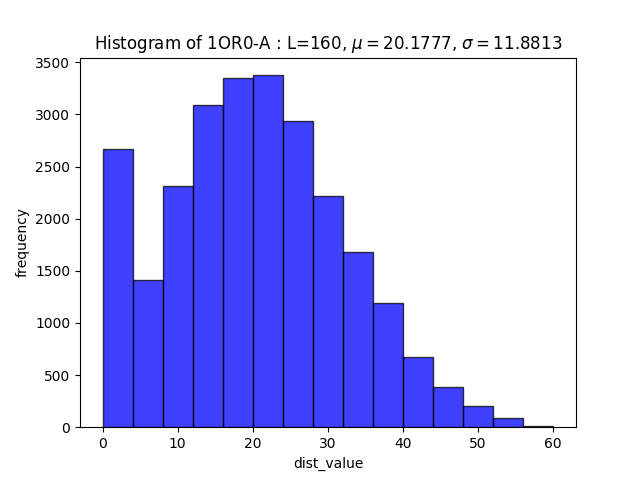 Histogram of 1OR0-A : L=160, μ = 20.1777, σ = 11.8813
3500
3000
2500
2000
1500
1000
500
0
frequency
0 10 20 30 40 50 60
dist_value